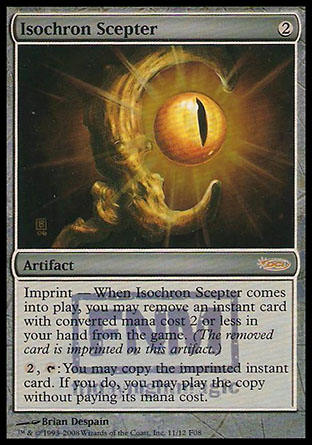 Isochron Scepter 2
DCI
Artifact
Imprint — When Isochron Scepter comes
into play, you may remove an instant card
with converted mana cost 2 or less in
your hand from the game. (The removed
card is imprinted on this artifact.)
2, : You may copy the imprinted instant
card. If you do, you may play the copy
without paying its mana cost.
FNM
Brian Despain
™ & © 1993-2008 Wizards of the Coast, Inc. 11/12 F08